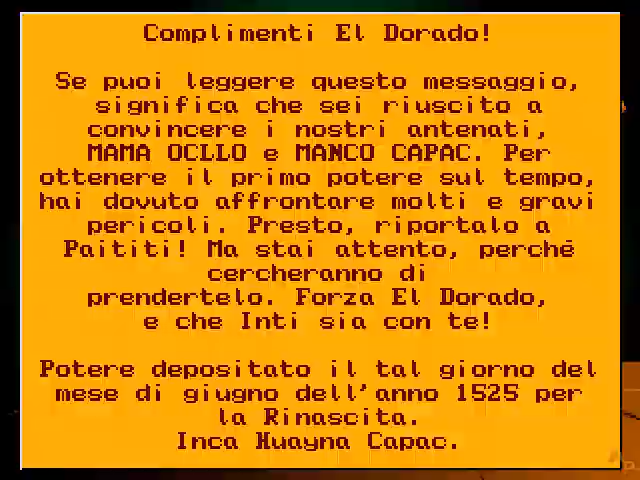 Complimenti El Dorado!
Se puoi leggere questo messaggio,
significa che sei riuscito a
convincere i nostri antenati,
MAMA OCLLO e MANCO CAPAC. Per
ottenere il primo potere sul tempo,
hai dovuto affrontare molti e gravi
pericoli. Presto, riportalo a
Paititi! Ma stai attento, perchè
cercheranno di
prendertelo. Forza El Dorado,
e che Inti sia con te!
Potere depositato il tal giorno del
mese di giugno dell'anno 1525 per
la Rinascita.
Inca Huayna Capac.